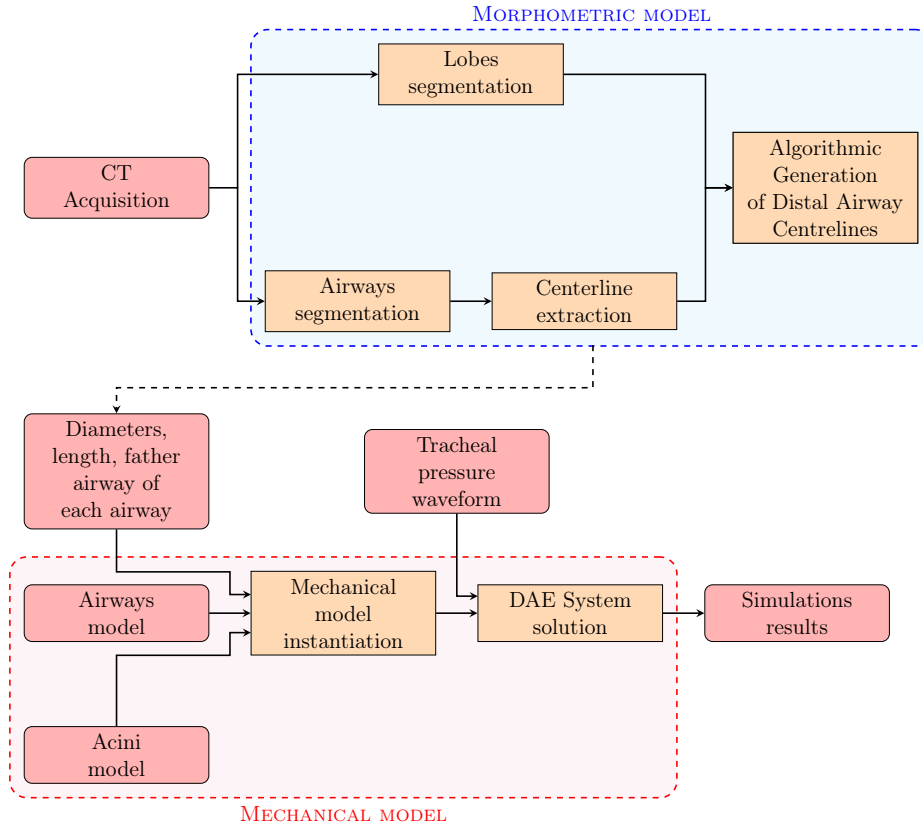 MORPHOMETRIC MODEL
Lobes
segmentation
CT
Acquisition
Algorithmic
Generation
of Distal Airway
Centrelines
Airways
segmentation
Centerline
extraction
Diameters,
length, father
airway of
each airway
Tracheal
pressure
waveform
Airways
model
Mechanical
model
instantiation
DAE System
solution
Simulations
results
Acini
model
MECHANICAL MODEL